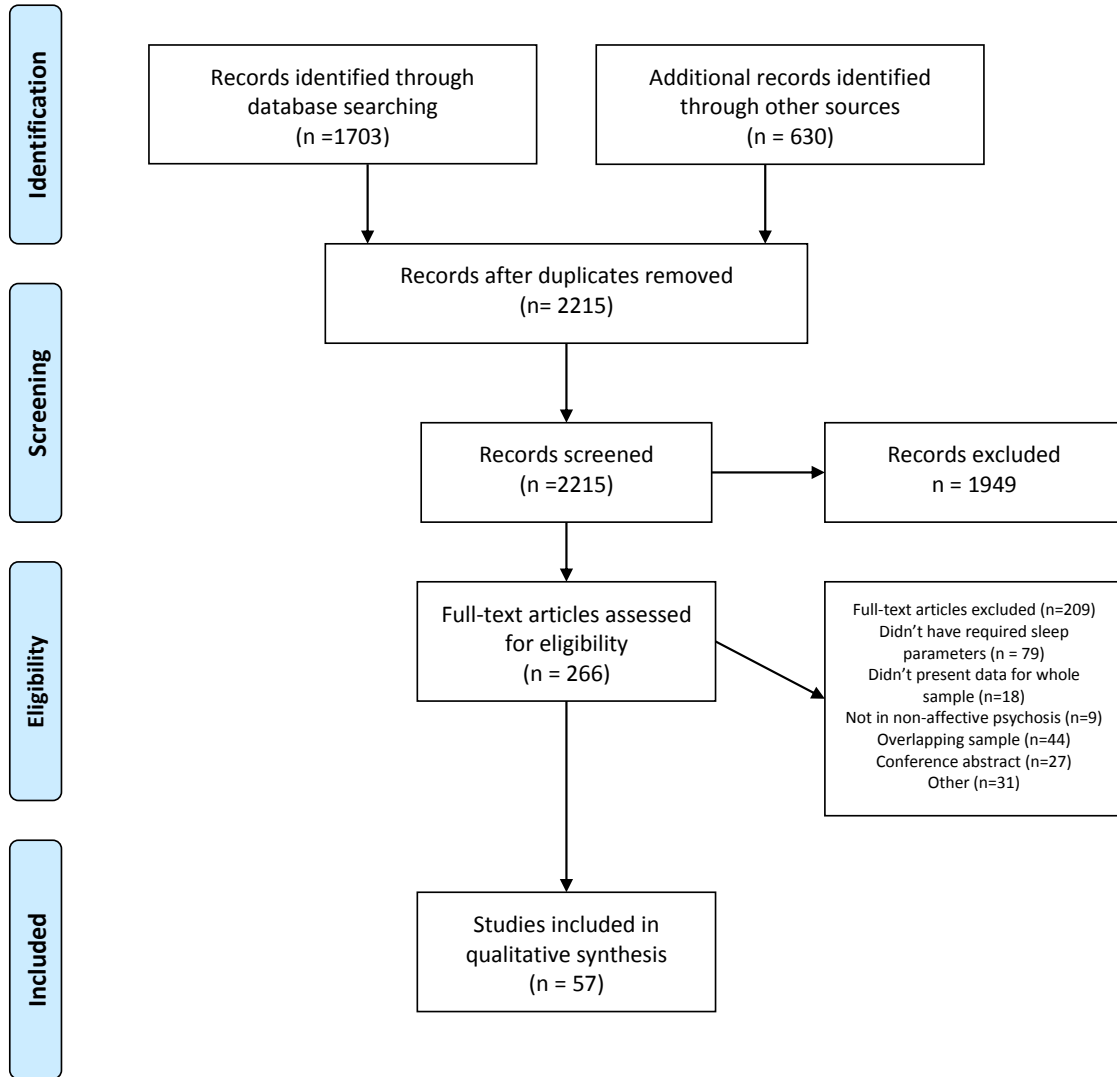 Identification
Records identified through
database searching
(n =1703)
Additional records identified
through other sources
(n = 630)
Records after duplicates removed
(n= 2215)
Screening
Records screened
(n =2215)
Records excluded
n = 1949
Eligibility
Full-text articles assessed
for eligibility
(n = 266)
Full-text articles excluded (n=209)
Didn’t have required sleep
parameters (n = 79)
Didn’t present data for whole
sample (n=18)
Not in non-affective psychosis (n=9)
Overlapping sample (n=44)
Conference abstract (n=27)
Other (n=31)
Included
Studies included in
qualitative synthesis
(n = 57)